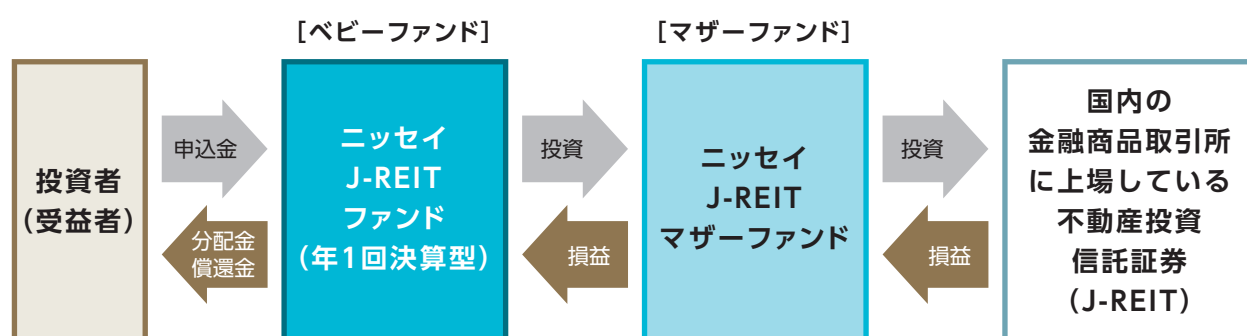 [ベビーファンド]
[マザーファンド]
投資者
(受益者)
申込金
分配金
償還金
ニッセイ
J-REIT
ファンド
(年1回決算型)
投資
損益
ニッセイ
J-REIT
マザーファンド
投資
損益
国内の
金融商品取引所
に上場している
不動産投資
信託証券
(J-REIT)